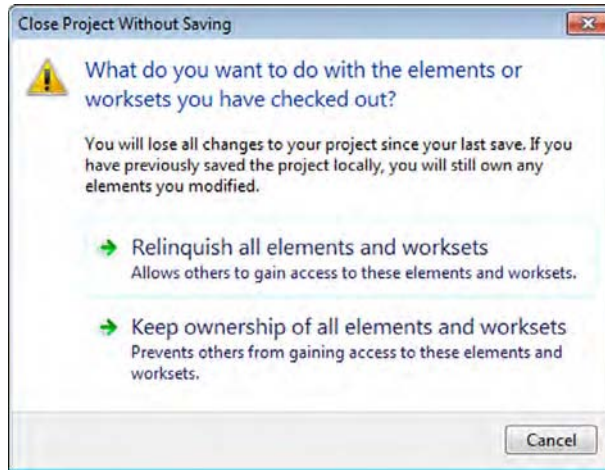 Close Project Without Saving
What do you want to do with the elements or
worksets you have checked out?
You will lose all changes to your project since your last save. If you
have previously saved the project locally, you will still own any
elements you modified.
Relinquish all elements and worksets
Allows others to gain access to these elements and worksets.
Keep ownership of all elements and worksets
Prevents others from gaining access to these elements and
worksets.
Cancel